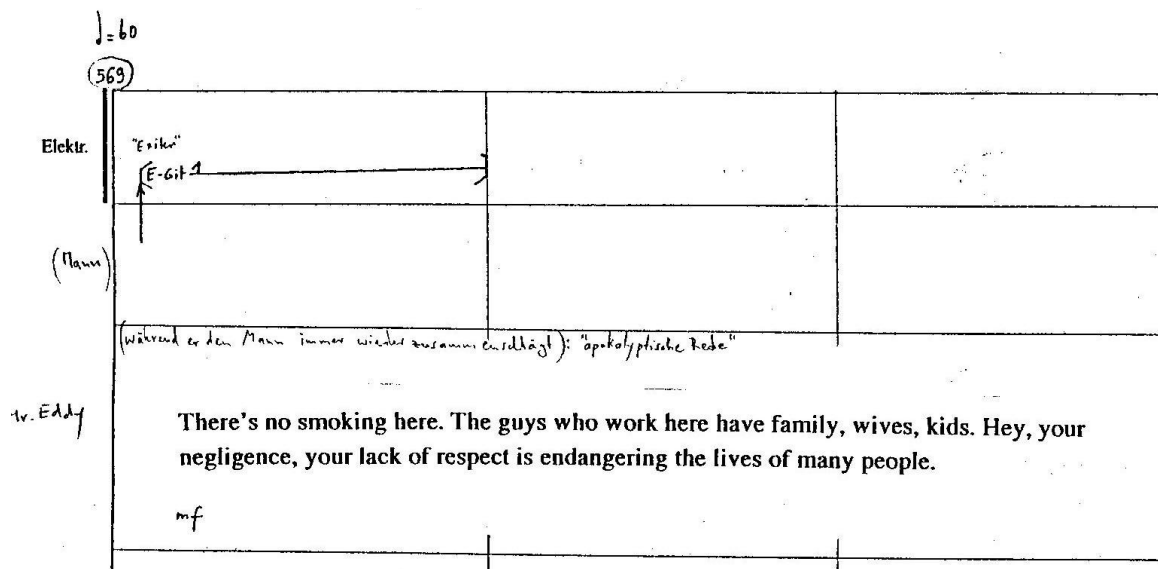 ♩=60
569
Elektr.
E-Git 1
(Mann)
(während er den Mann immer wieder zusammenschlägt): "apokalyptische Rede"
r. Eddy
There's no smoking here. The guys who work here have family, wives, kids. Hey, your
negligence, your lack of respect is endangering the lives of many people.
mf